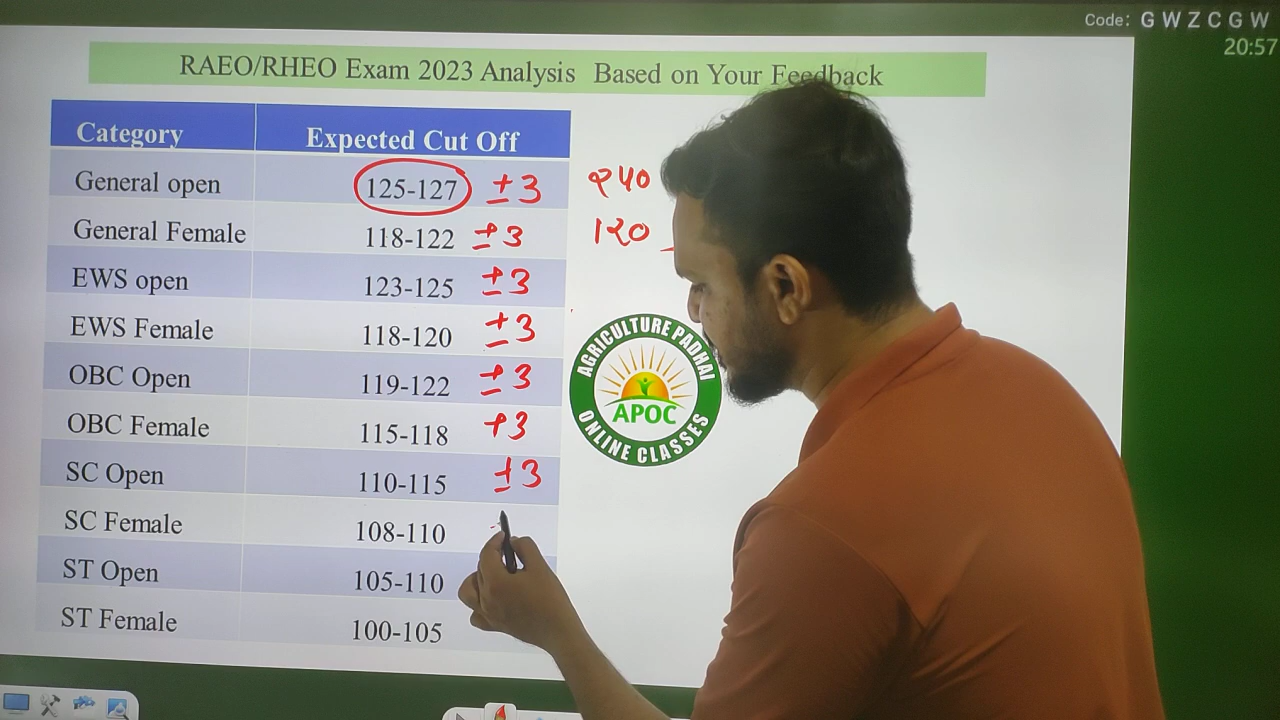 Code: GWZCGW
20:57
RAEO/RHEO Exam 2023 Analysis Based on Your Feedback
Category Expected Cut Off
General open 125-127 ±3 १५०
General Female 118-122 ±3 120
EWS open 123-125 ±3
EWS Female 118-120 ±3
OBC Open 119-122 ±3
OBC Female 115-118 +3
SC Open 110-115 ±3
SC Female 108-110
ST Open 105-110
ST Female 100-105
AGRICULTURE PADHAI
APOC
ONLINE CLASSES